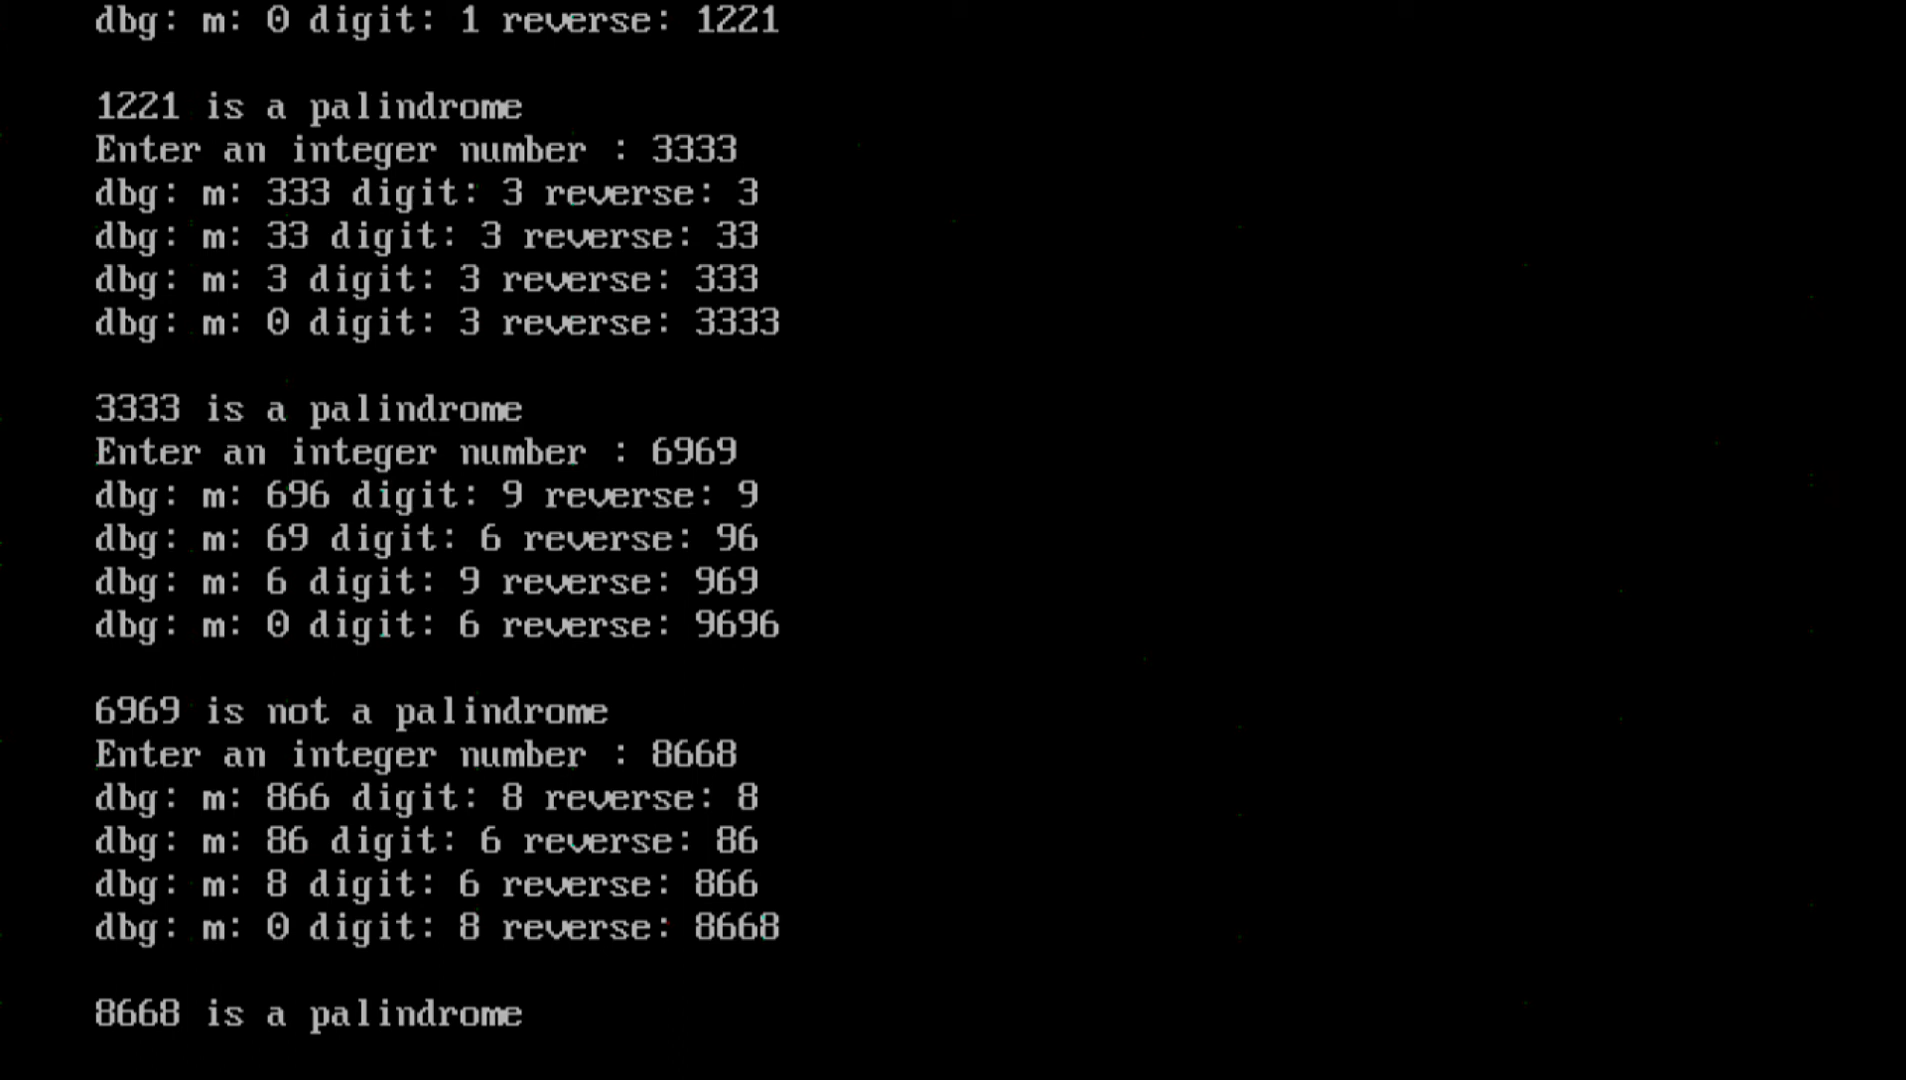 dbg: m: 0 digit: 1 reverse: 1221
1221 is a palindrome
Enter an integer number : 3333
dbg: m: 333 digit: 3 reverse: 3
dbg: m: 33 digit: 3 reverse: 33
dbg: m: 3 digit: 3 reverse: 333
dbg: m: 0 digit: 3 reverse: 3333
3333 is a palindrome
Enter an integer number : 6969
dbg: m: 696 digit: 9 reverse: 9
dbg: m: 69 digit: 6 reverse: 96
dbg: m: 6 digit: 9 reverse: 969
dbg: m: 0 digit: 6 reverse: 9696
6969 is not a palindrome
Enter an integer number : 8668
dbg: m: 866 digit: 8 reverse: 8
dbg: m: 86 digit: 6 reverse: 86
dbg: m: 8 digit: 6 reverse: 866
dbg: m: 0 digit: 8 reverse: 8668
8668 is a palindrome